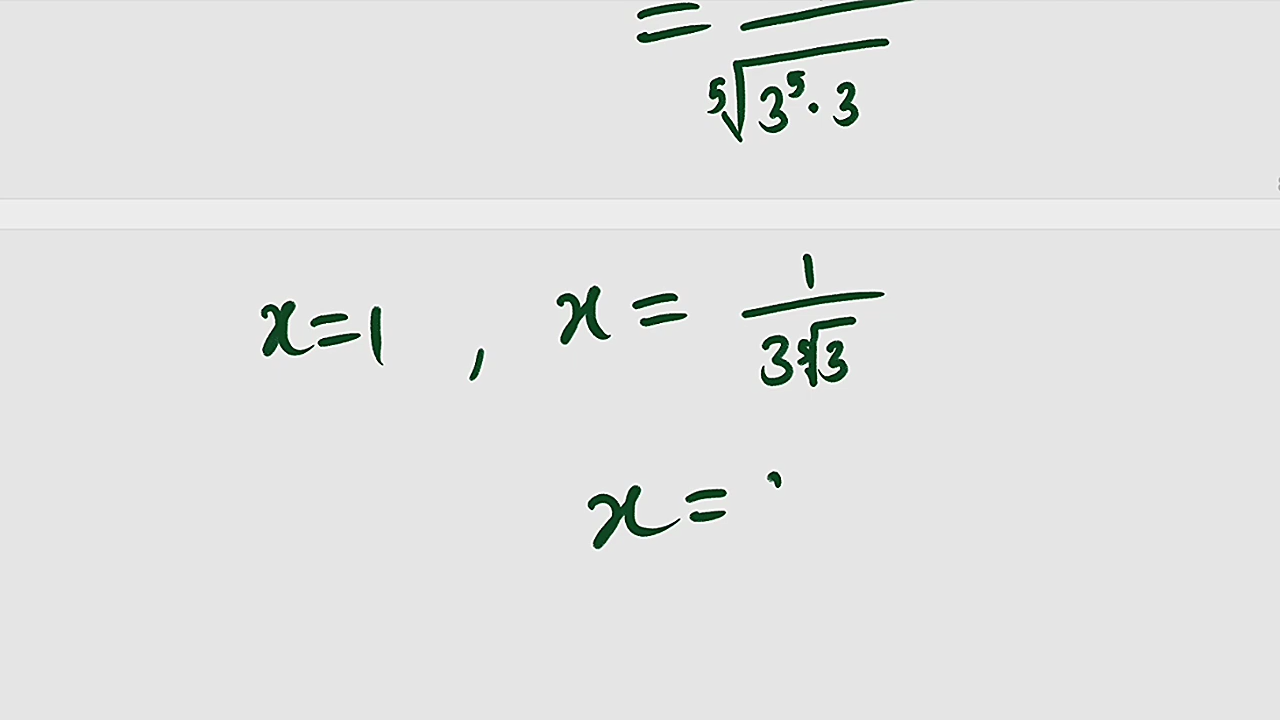 = ⁵√(3⁵·3)
x=1 , x = 1/(3⁵√3)
x =